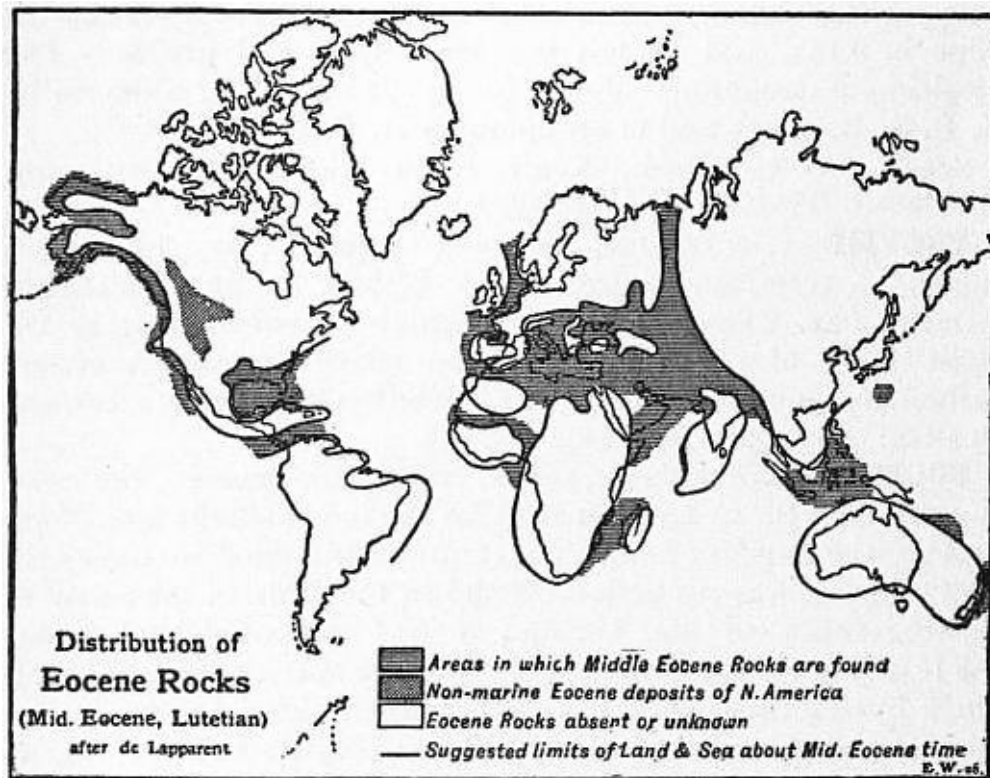 Distribution of
Eocene Rocks
(Mid. Eocene, Lutetian)
after de Lapparent
Areas in which Middle Eocene Rocks are found
Non-marine Eocene deposits of N. America
Eocene Rocks absent or unknown
Suggested limits of Land & Sea about Mid. Eocene time